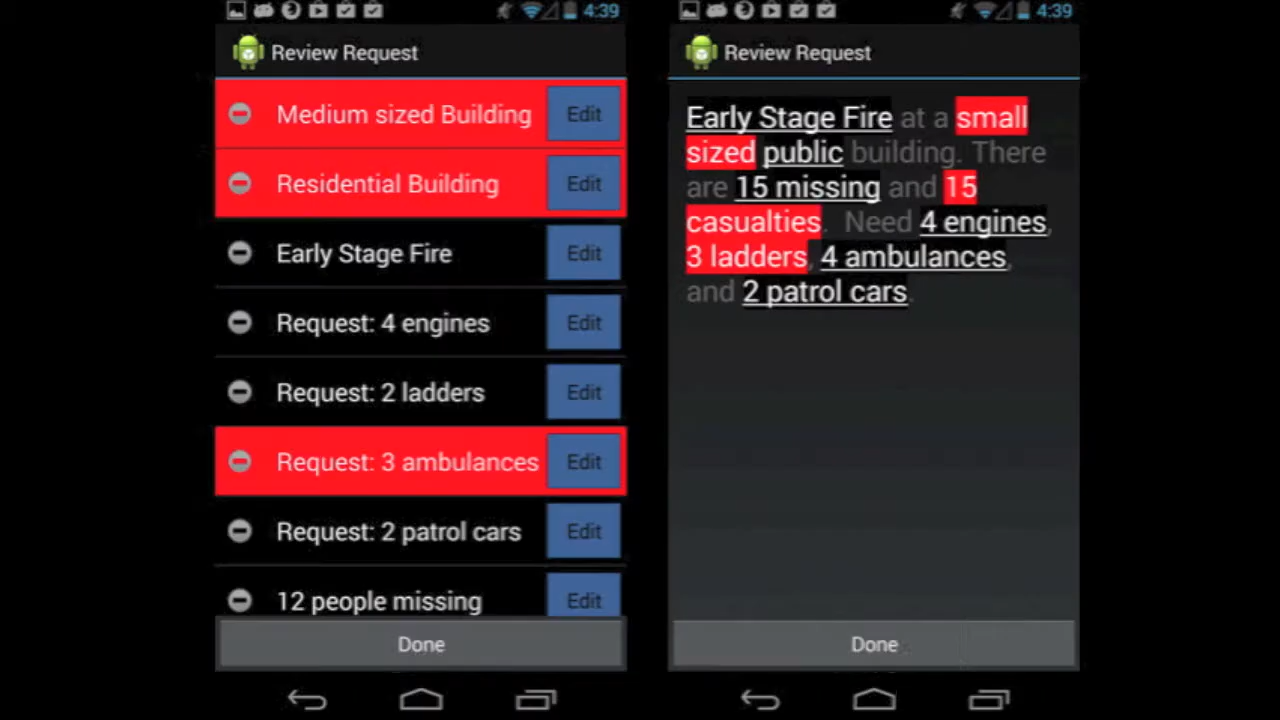 4:39
Review Request
Medium sized Building Edit
Residential Building Edit
Early Stage Fire Edit
Request: 4 engines Edit
Request: 2 ladders Edit
Request: 3 ambulances Edit
Request: 2 patrol cars Edit
12 people missing Edit
Done
4:39
Review Request
Early Stage Fire at a small
sized public building. There
are 15 missing and 15
casualties. Need 4 engines,
3 ladders, 4 ambulances,
and 2 patrol cars.
Done